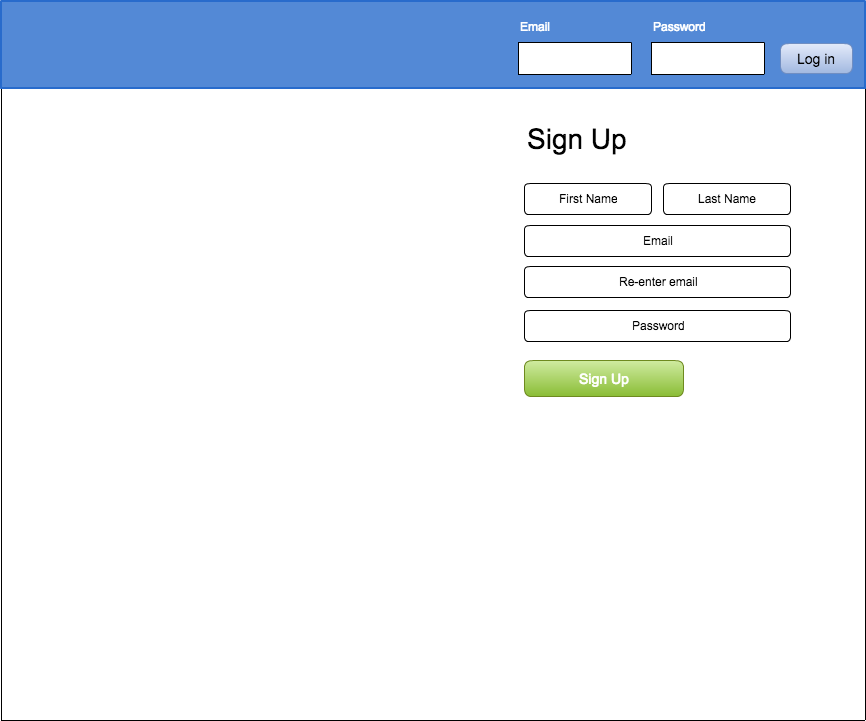 Email Password
Log in
Sign Up
First Name Last Name
Email
Re-enter email
Password
Sign Up